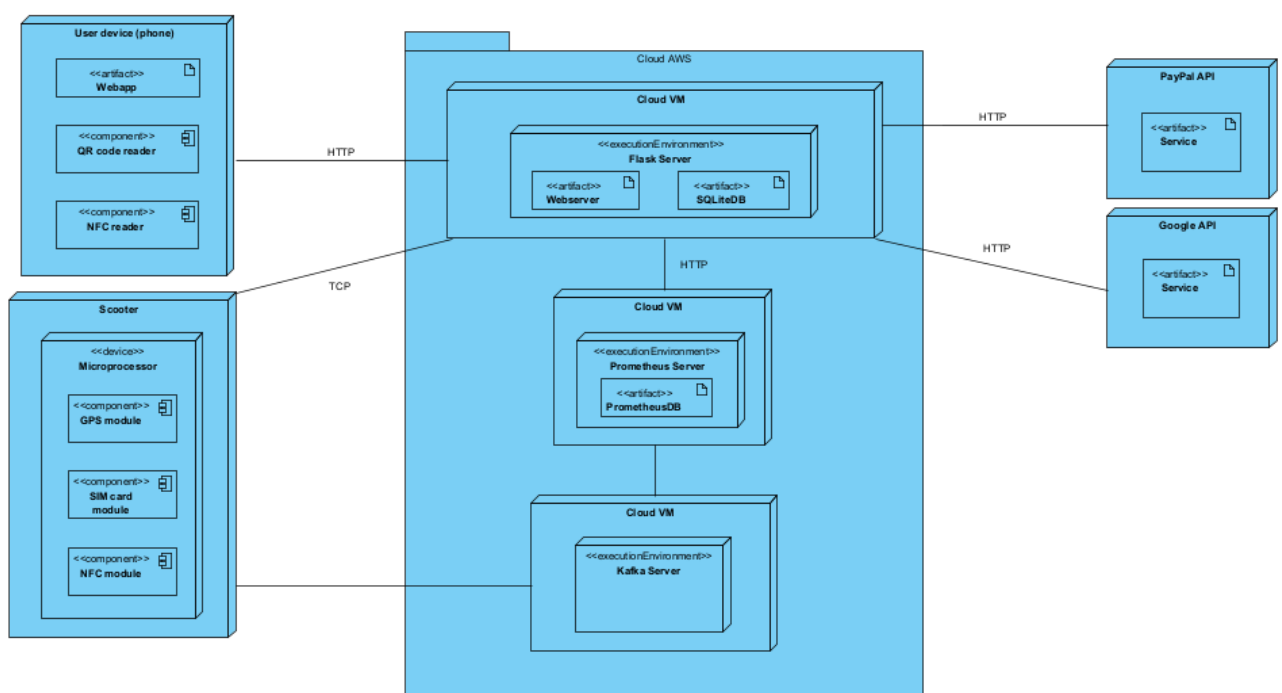 User device (phone)
<<artifact>>
Webapp
<<component>>
QR code reader
<<component>>
NFC reader
HTTP
TCP
Scooter
<<device>>
Microprocessor
<<component>>
GPS module
<<component>>
SIM card
module
<<component>>
NFC module
Cloud AWS
Cloud VM
<<executionEnvironment>>
Flask Server
<<artifact>>
Webserver
<<artifact>>
SQLiteDB
HTTP
Cloud VM
<<executionEnvironment>>
Prometheus Server
<<artifact>>
PrometheusDB
Cloud VM
<<executionEnvironment>>
Kafka Server
HTTP
PayPal API
<<artifact>>
Service
HTTP
Google API
<<artifact>>
Service